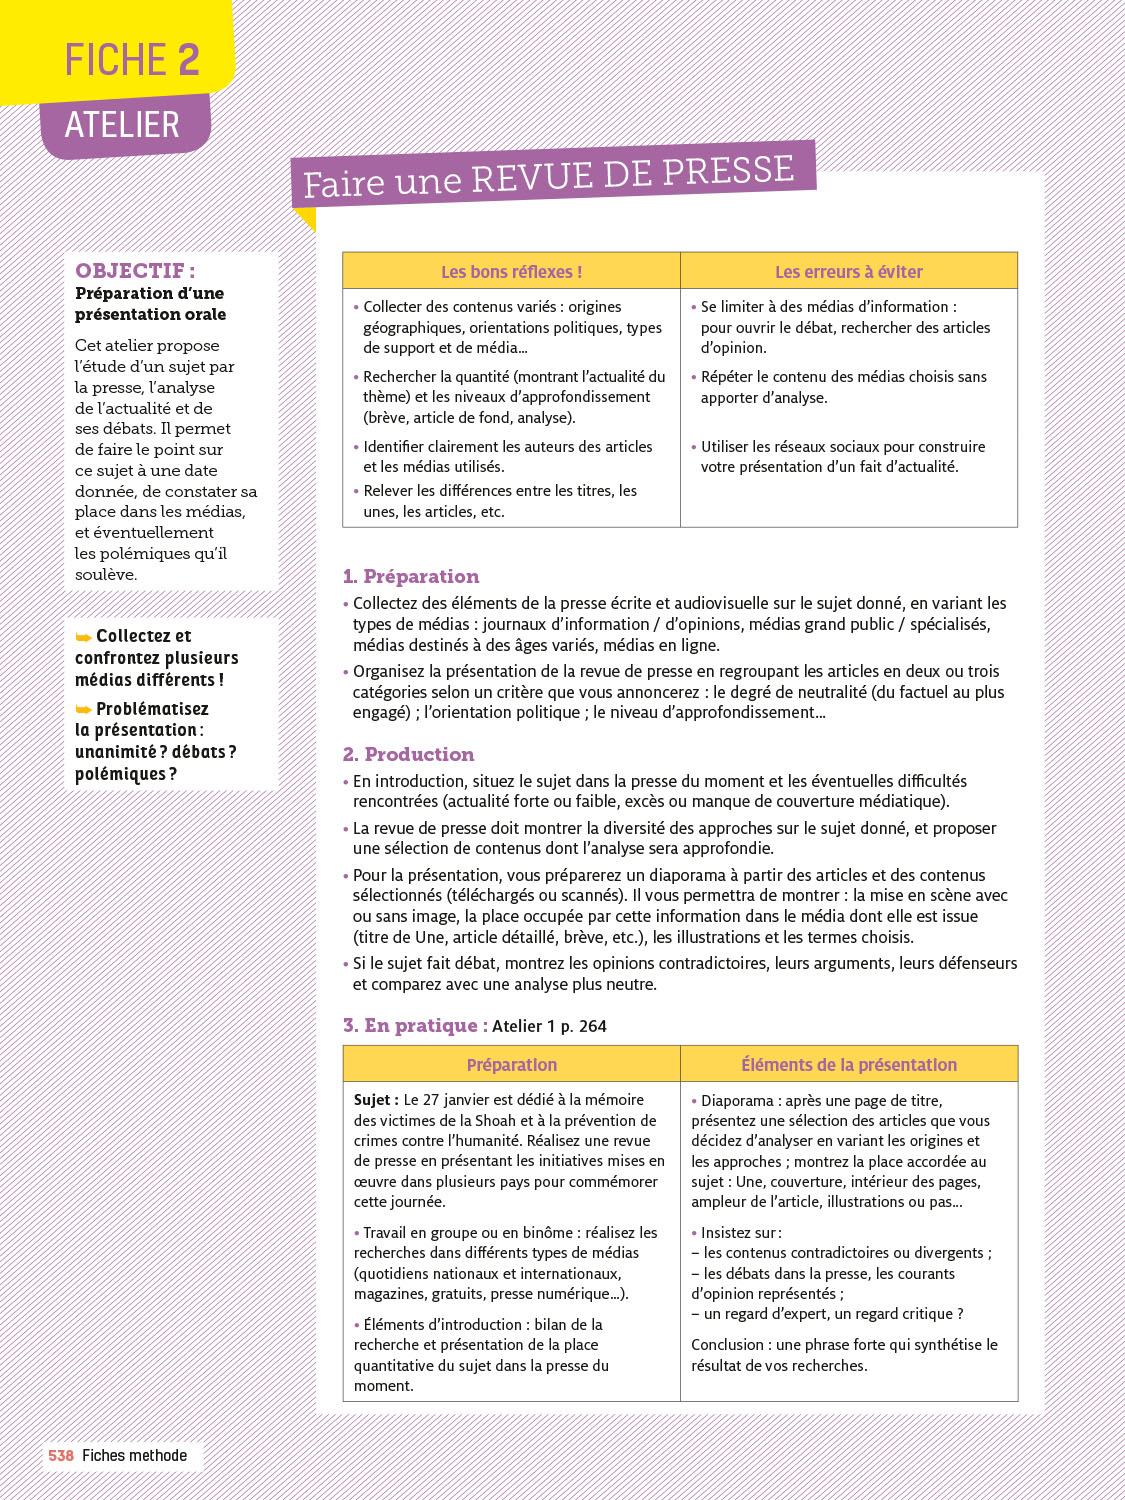 FICHE 2
ATELIER
Faire une REVUE DE PRESSE
OBJECTIF :
Préparation d’une
présentation orale
Cet atelier propose
l’étude d’un sujet par
la presse, l’analyse
de l’actualité et de
ses débats. Il permet
de faire le point sur
ce sujet à une date
donnée, de constater sa
place dans les médias,
et éventuellement
les polémiques qu’il
soulève.
➥ Collectez et
confrontez plusieurs
médias différents !
➥ Problématisez
la présentation :
unanimité ? débats ?
polémiques ?
Les bons réflexes !
• Collecter des contenus variés : origines
géographiques, orientations politiques, types
de support et de média...
• Rechercher la quantité (montrant l’actualité du
thème) et les niveaux d’approfondissement
(brève, article de fond, analyse).
• Identifier clairement les auteurs des articles
et les médias utilisés.
• Relever les différences entre les titres, les
unes, les articles, etc.
Les erreurs à éviter
• Se limiter à des médias d’information :
pour ouvrir le débat, rechercher des articles
d’opinion.
• Répéter le contenu des médias choisis sans
apporter d’analyse.
• Utiliser les réseaux sociaux pour construire
votre présentation d’un fait d’actualité.
1. Préparation
• Collectez des éléments de la presse écrite et audiovisuelle sur le sujet donné, en variant les
types de médias : journaux d’information / d’opinions, médias grand public / spécialisés,
médias destinés à des âges variés, médias en ligne.
• Organisez la présentation de la revue de presse en regroupant les articles en deux ou trois
catégories selon un critère que vous annoncerez : le degré de neutralité (du factuel au plus
engagé) ; l’orientation politique ; le niveau d’approfondissement...
2. Production
• En introduction, situez le sujet dans la presse du moment et les éventuelles difficultés
rencontrées (actualité forte ou faible, excès ou manque de couverture médiatique).
• La revue de presse doit montrer la diversité des approches sur le sujet donné, et proposer
une sélection de contenus dont l’analyse sera approfondie.
• Pour la présentation, vous préparerez un diaporama à partir des articles et des contenus
sélectionnés (téléchargés ou scannés). Il vous permettra de montrer : la mise en scène avec
ou sans image, la place occupée par cette information dans le média dont elle est issue
(titre de Une, article détaillé, brève, etc.), les illustrations et les termes choisis.
• Si le sujet fait débat, montrez les opinions contradictoires, leurs arguments, leurs défenseurs
et comparez avec une analyse plus neutre.
3. En pratique : Atelier 1 p. 264
Préparation
Sujet : Le 27 janvier est dédié à la mémoire
des victimes de la Shoah et à la prévention de
crimes contre l’humanité. Réalisez une revue
de presse en présentant les initiatives mises en
œuvre dans plusieurs pays pour commémorer
cette journée.
• Travail en groupe ou en binôme : réalisez les
recherches dans différents types de médias
(quotidiens nationaux et internationaux,
magazines, gratuits, presse numérique...).
• Éléments d’introduction : bilan de la
recherche et présentation de la place
quantitative du sujet dans la presse du
moment.
Éléments de la présentation
• Diaporama : après une page de titre,
présentez une sélection des articles que vous
décidez d’analyser en variant les origines et
les approches ; montrez la place accordée au
sujet : Une, couverture, intérieur des pages,
ampleur de l’article, illustrations ou pas...
• Insistez sur :
– les contenus contradictoires ou divergents ;
– les débats dans la presse, les courants
d’opinion représentés ;
– un regard d’expert, un regard critique ?
Conclusion : une phrase forte qui synthétise le
résultat de vos recherches.
538 Fiches methode